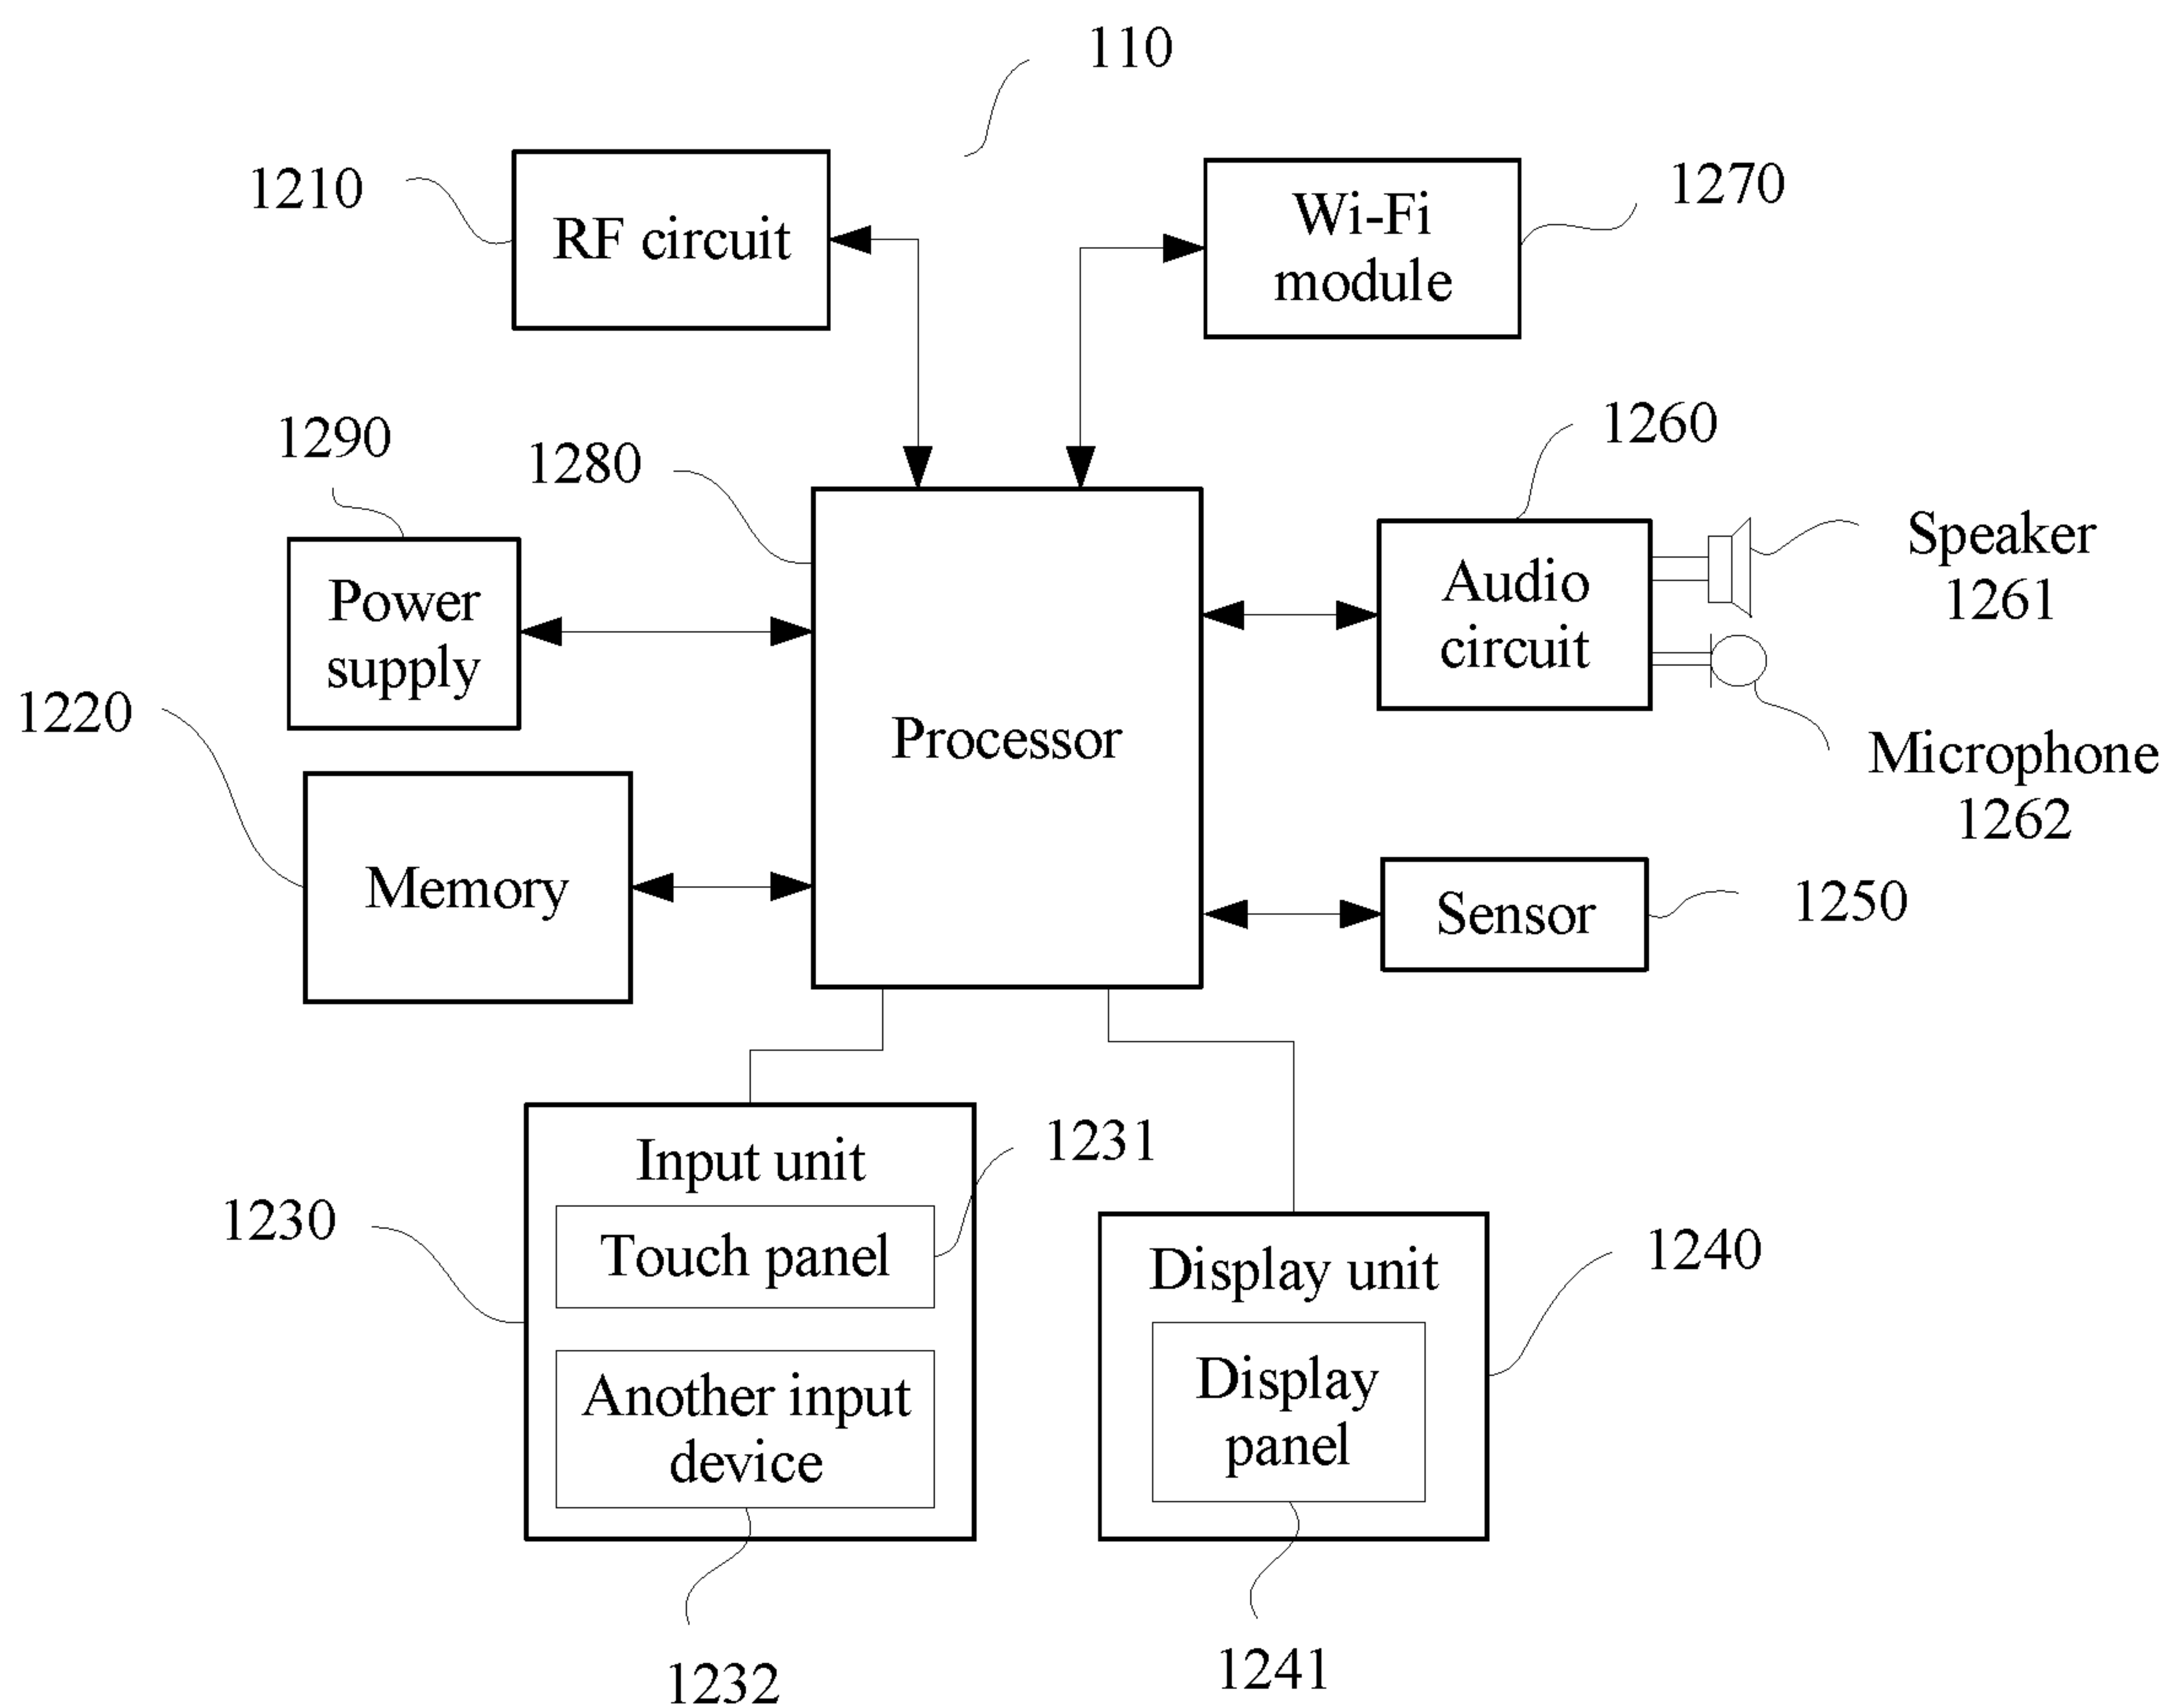 110
1210
RF circuit
Wi-Fi
module
1270
1290
1280
1260
Power
supply
Processor
Audio
circuit
Speaker
1261
Microphone
1262
1220
Memory
Sensor
1250
Input unit
1231
1230
Touch panel
Another input
device
1232
Display unit
1240
Display
panel
1241